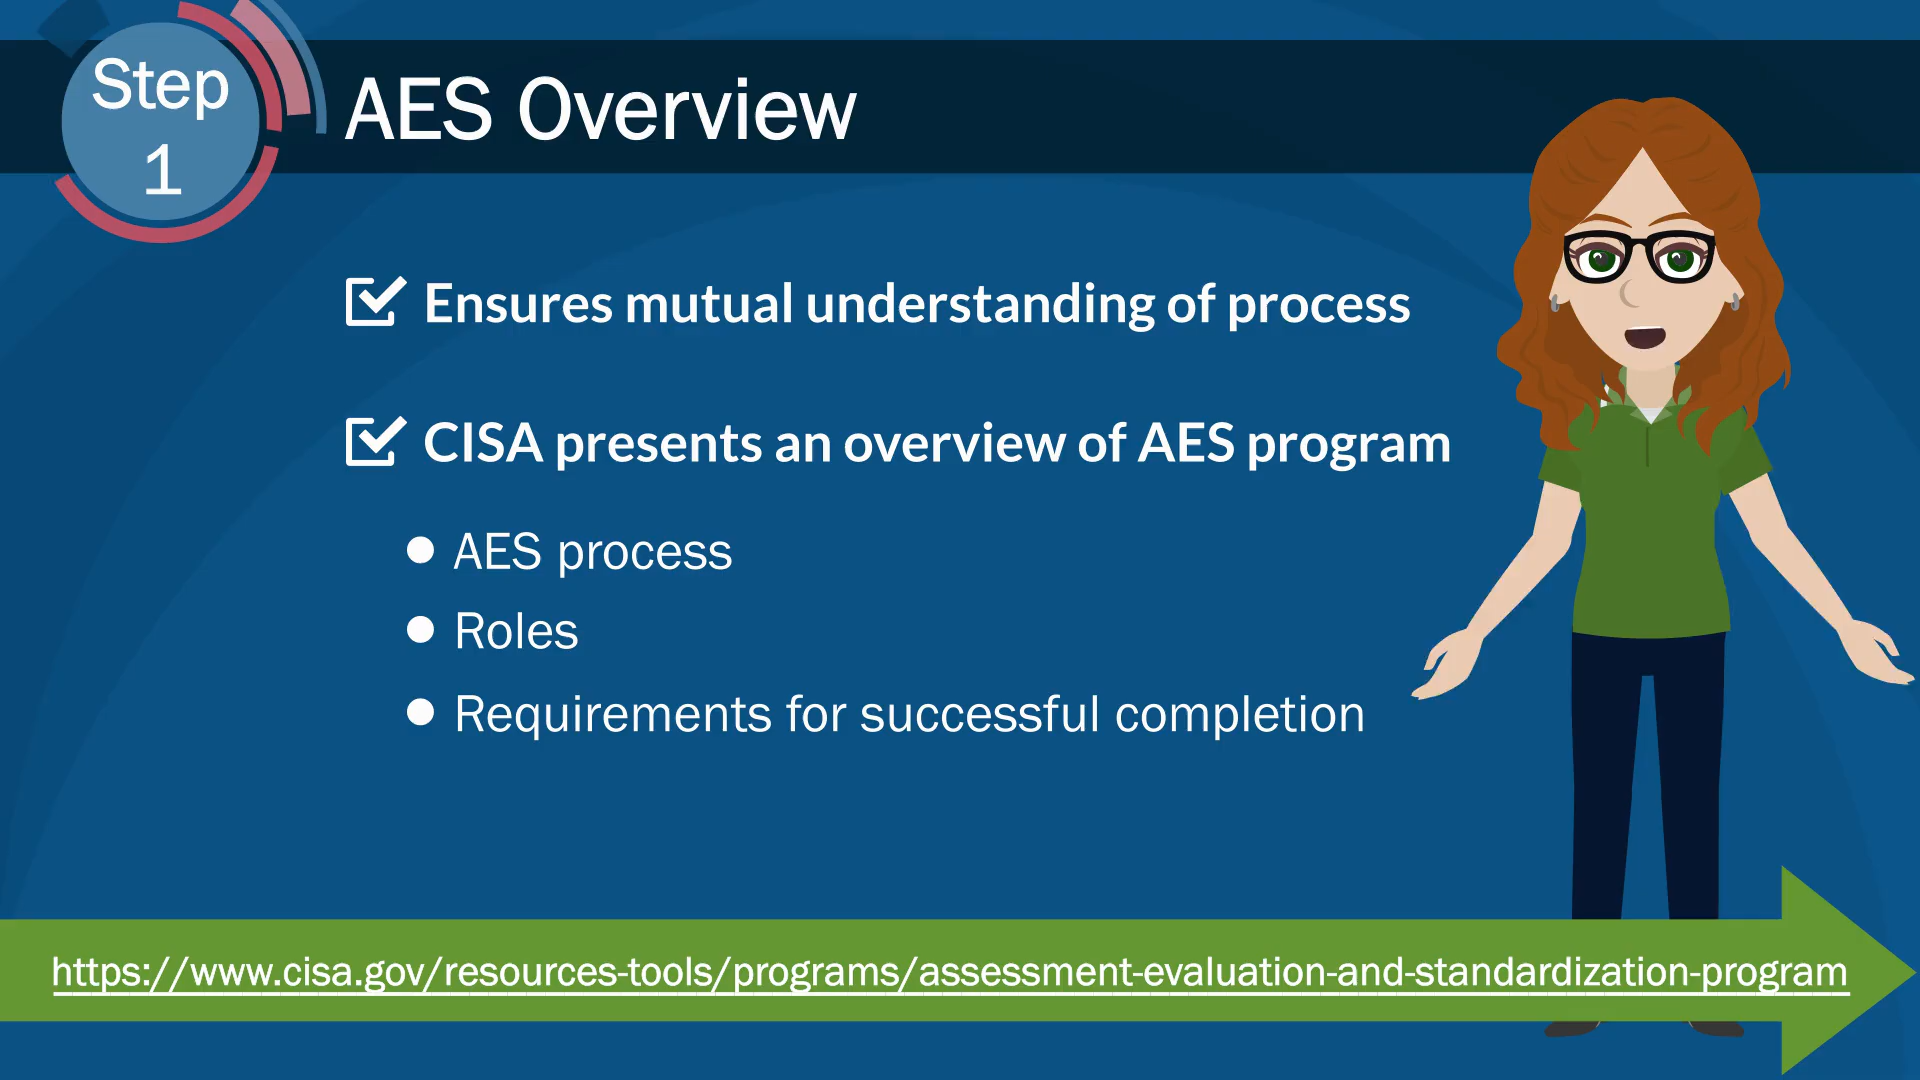 Step
1
AES Overview
Ensures mutual understanding of process
CISA presents an overview of AES program
AES process
Roles
Requirements for successful completion
https://www.cisa.gov/resources-tools/programs/assessment-evaluation-and-standardization-program